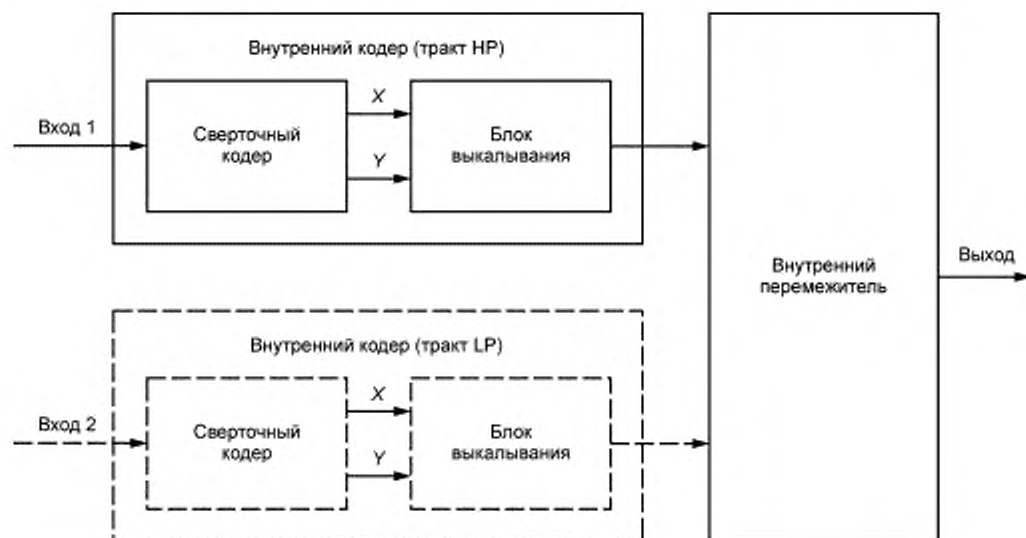 Внутренний кодер (тракт HP)
Вход 1
Сверточный
кодер
X
Y
Блок
выкалывания
Внутренний
перемежитель
Выход
Внутренний кодер (тракт LP)
Вход 2
Сверточный
кодер
X
Y
Блок
выкалывания